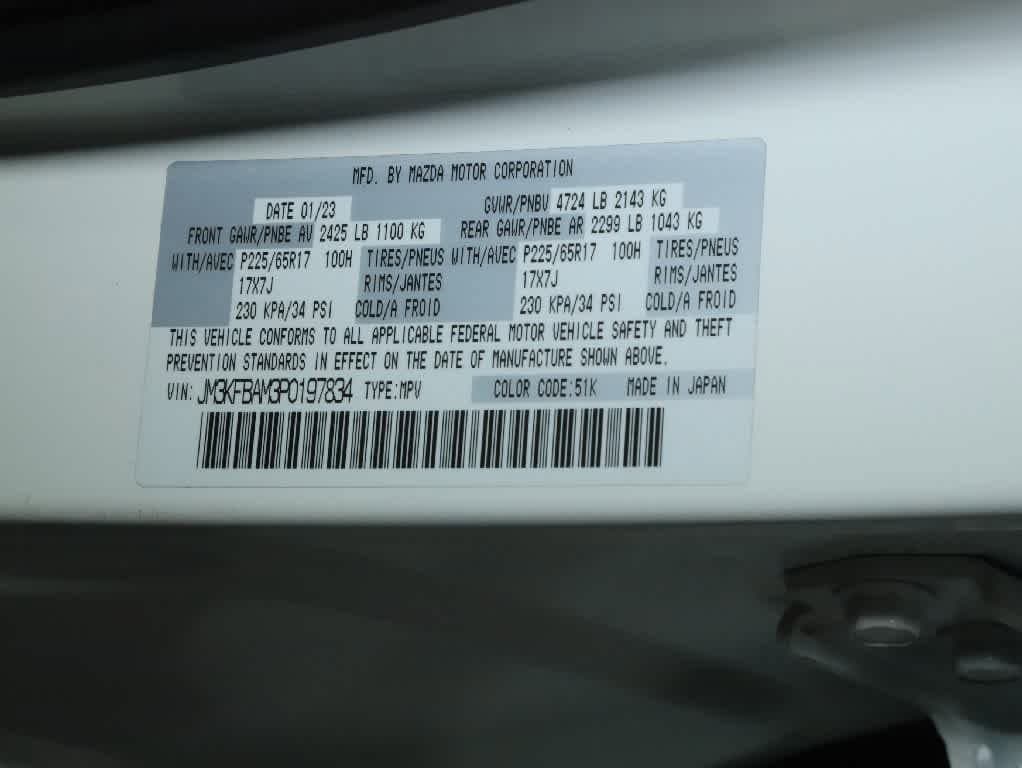 MFD. BY MAZDA MOTOR CORPORATION
DATE 01/23 GVWR/PNBV 4724 LB 2143 KG
FRONT GAWR/PNBE AV 2425 LB 1100 KG REAR GAWR/PNBE AR 2299 LB 1043 KG
WITH/AVEC P225/65R17 100H TIRES/PNEUS WITH/AVEC P225/65R17 100H TIRES/PNEUS
17X7J RIMS/JANTES 17X7J RIMS/JANTES
230 KPA/34 PSI COLD/A FROID 230 KPA/34 PSI COLD/A FROID
THIS VEHICLE CONFORMS TO ALL APPLICABLE FEDERAL MOTOR VEHICLE SAFETY AND THEFT
PREVENTION STANDARDS IN EFFECT ON THE DATE OF MANUFACTURE SHOWN ABOVE.
VIN: JM3KFBAM3P0197834 TYPE:MPV COLOR CODE:51K MADE IN JAPAN